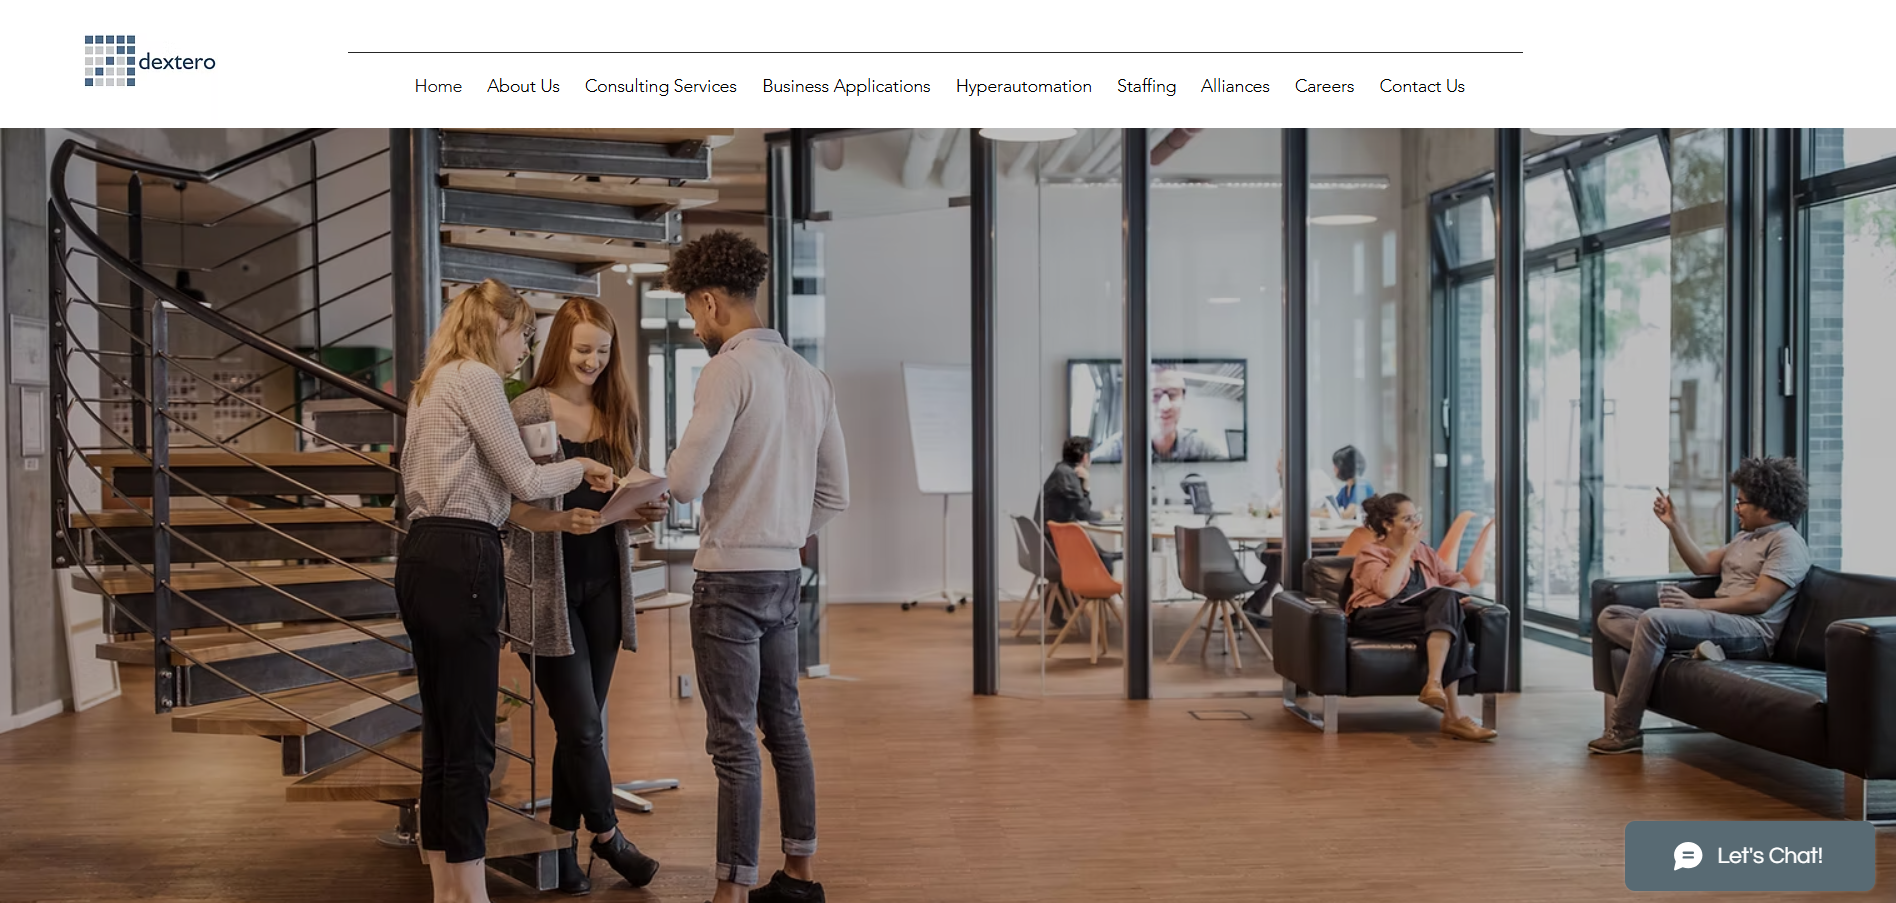 dextero
Home About Us Consulting Services Business Applications Hyperautomation Staffing Alliances Careers Contact Us
Let's Chat!